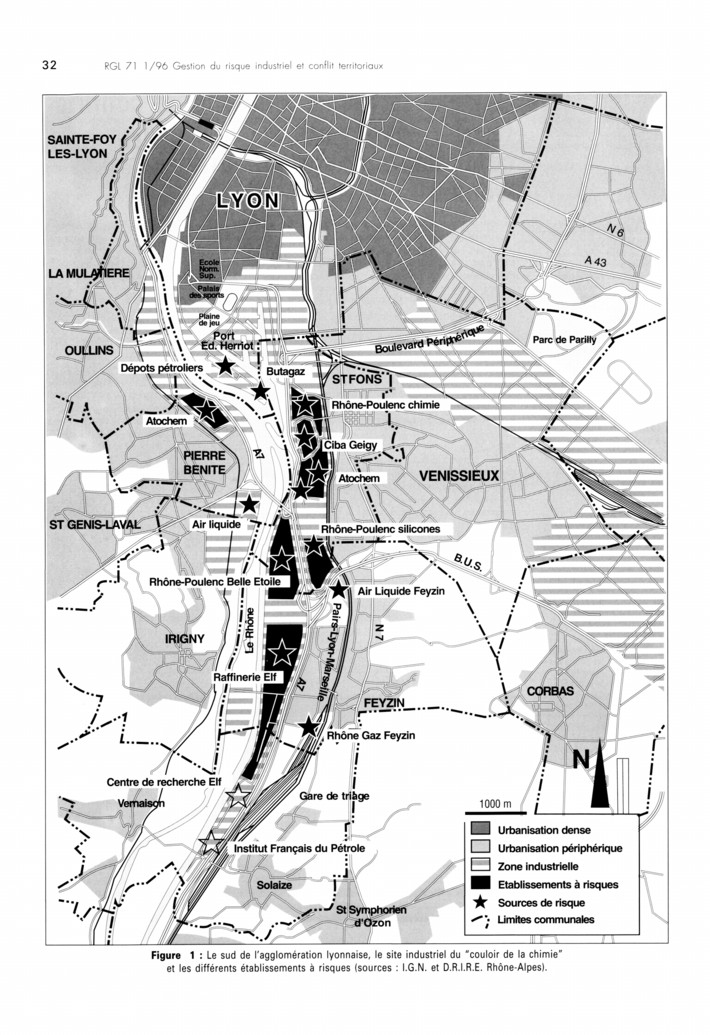 32 RGL 71 1/96 Gestion du risque industriel et conflit territoriaux
SAINTE-FOY
LES-LYON
LYON
N 6
A 43
Ecole
Norm.
Sup.
LA MULATIERE
Palais
des sports
Plaine
de jeu
Port
Ed. Herriot
Boulevard Périphérique
Parc de Parilly
OULLINS
Dépots pétroliers
Butagaz
ST FONS
Rhône-Poulenc chimie
Atochem
Ciba Geigy
A7
PIERRE
BENITE
Atochem
VENISSIEUX
ST GENIS-LAVAL
Air liquide
Rhône-Poulenc silicones
B.U.S.
Rhône-Poulenc Belle Etoile
Air Liquide Feyzin
Le Rhône
Pairs-Lyon-Marseille
N 7
IRIGNY
Raffinerie Elf
A7
CORBAS
FEYZIN
Rhône Gaz Feyzin
N
Centre de recherche Elf
Vernaison
Gare de triage
1000 m
Institut Français du Pétrole
Solaize
St Symphorien
d'Ozon
Urbanisation dense
Urbanisation périphérique
Zone industrielle
Etablissements à risques
Sources de risque
Limites communales
Figure 1 : Le sud de l'agglomération lyonnaise, le site industriel du "couloir de la chimie"
et les différents établissements à risques (sources : I.G.N. et D.R.I.R.E. Rhône-Alpes).